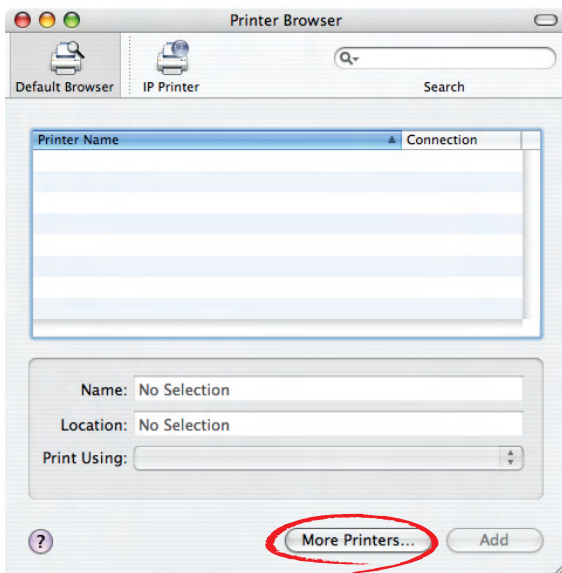 Printer Browser
Default Browser
IP Printer
Search
Printer Name
Connection
Name: No Selection
Location: No Selection
Print Using:
?
More Printers...
Add